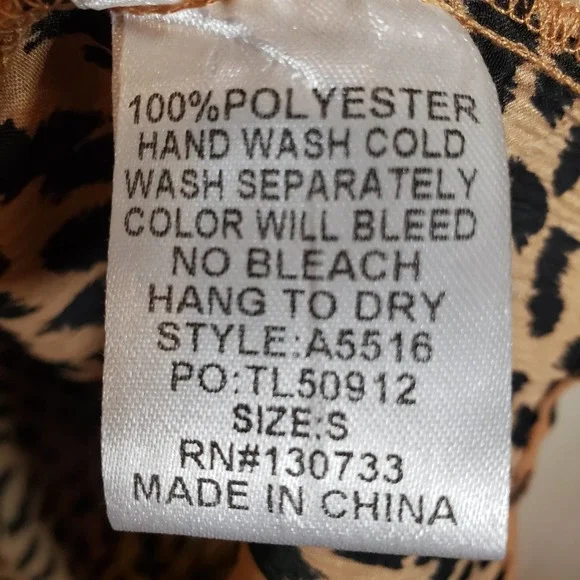 100%POLYESTER
HAND WASH COLD
WASH SEPARATELY
COLOR WILL BLEED
NO BLEACH
HANG TO DRY
STYLE:A5516
PO:TL50912
SIZE:S
RN#130733
MADE IN CHINA